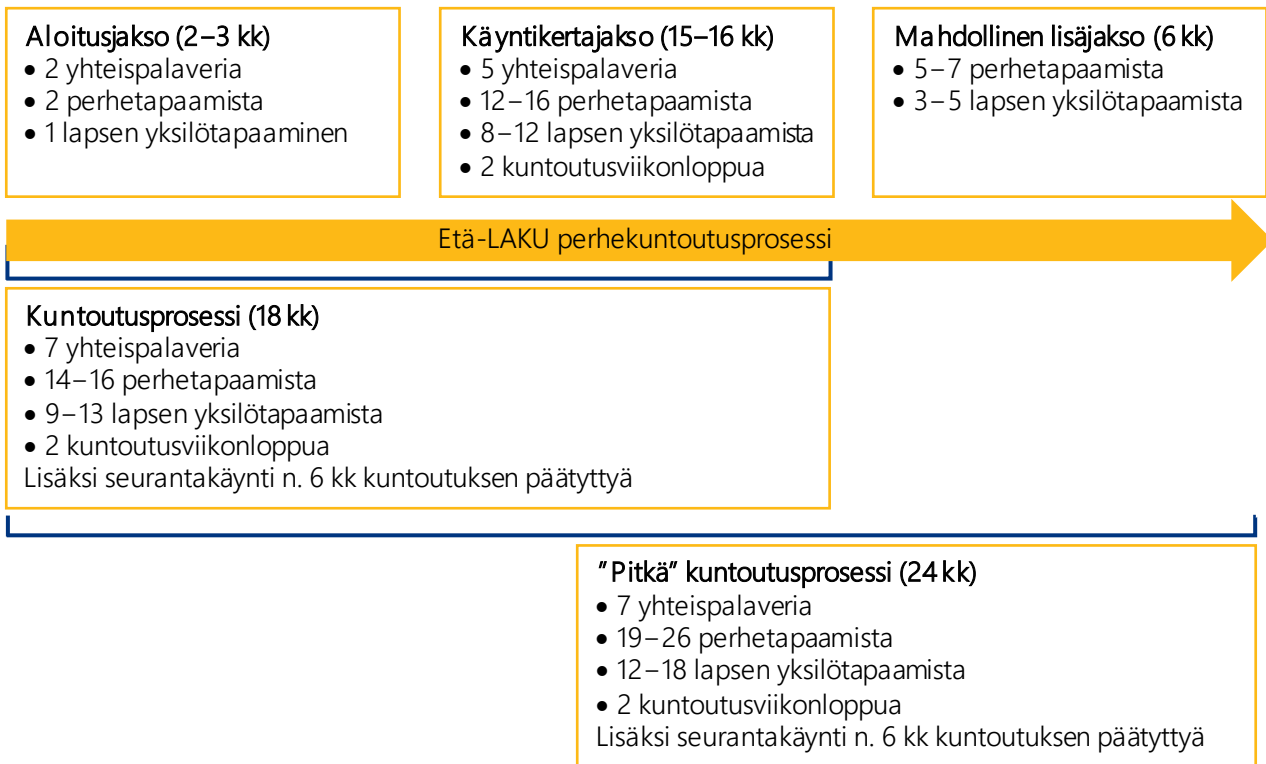 Aloitusjakso (2–3 kk)
• 2 yhteispalaveria
• 2 perhetapaamista
• 1 lapsen yksilötapaaminen
Käyntikertajakso (15–16 kk)
• 5 yhteispalaveria
• 12–16 perhetapaamista
• 8–12 lapsen yksilötapaamista
• 2 kuntoutusviikonloppua
Mahdollinen lisäjakso (6 kk)
• 5–7 perhetapaamista
• 3–5 lapsen yksilötapaamista
Etä-LAKU perhekuntoutusprosessi
Kuntoutusprosessi (18 kk)
• 7 yhteispalaveria
• 14–16 perhetapaamista
• 9–13 lapsen yksilötapaamista
• 2 kuntoutusviikonloppua
Lisäksi seurantakäynti n. 6 kk kuntoutuksen päätyttyä
”Pitkä” kuntoutusprosessi (24 kk)
• 7 yhteispalaveria
• 19–26 perhetapaamista
• 12–18 lapsen yksilötapaamista
• 2 kuntoutusviikonloppua
Lisäksi seurantakäynti n. 6 kk kuntoutuksen päätyttyä